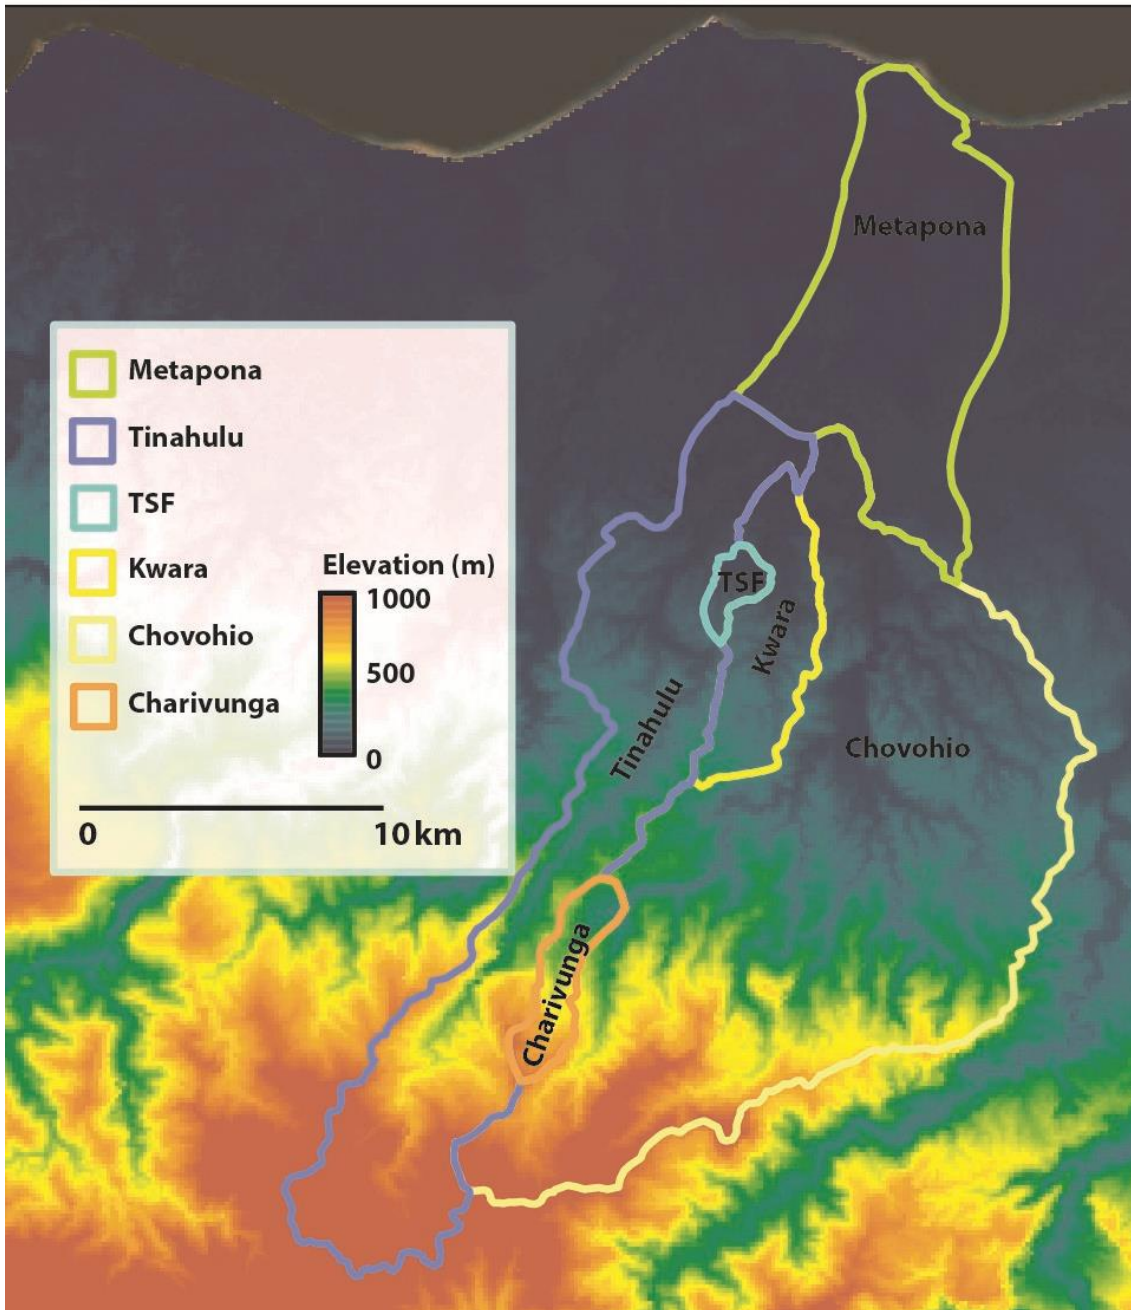 Metapona
Metapona
Tinahulu
TSF
Kwara
Chovohio
Charivunga
Elevation (m)
1000
500
0
0 10 km
TSF
Kwara
Tinahulu
Chovohio
Charivunga